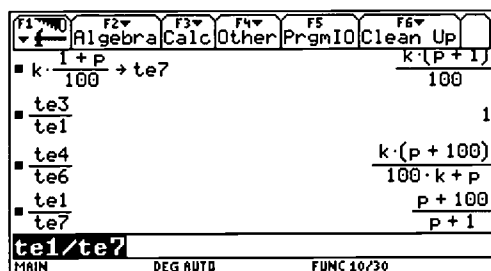 F1 F2 F3 F4 F5 F6
Algebra Calc Other PrgmIO Clean Up
k·(1 + p)/100 → te7 k·(p + 1)/100
te3/te1 1
te4/te6 k·(p + 100)/(100·k + p)
te1/te7 (p + 100)/(p + 1)
te1/te7
MAIN DEG AUTO FUNC 10/30